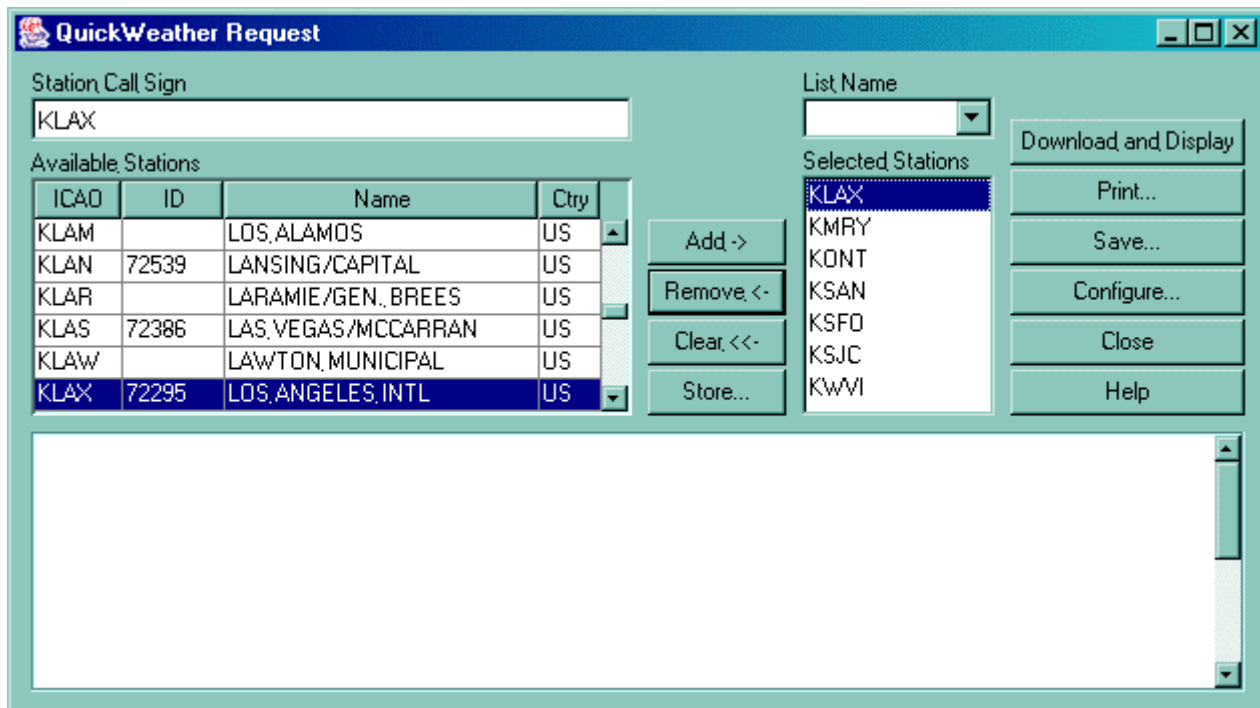 QuickWeather Request
Station Call Sign
KLAX
Available Stations
ICAO ID Name Ctry
KLAM LOS ALAMOS US
KLAN 72539 LANSING/CAPITAL US
KLAR LARAMIE/GEN. BREES US
KLAS 72386 LAS VEGAS/MCCARRAN US
KLAW LAWTON MUNICIPAL US
KLAX 72295 LOS ANGELES INTL US
Add ->
Remove <-
Clear <<-
Store...
List Name
Selected Stations
KLAX
KMRY
KONT
KSAN
KSFO
KSJC
KWVI
Download and Display
Print...
Save...
Configure...
Close
Help